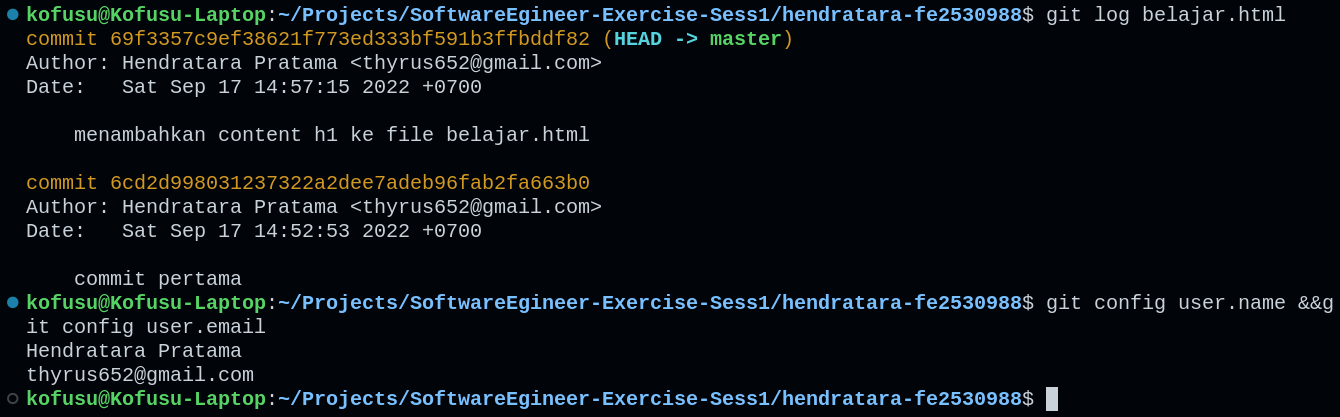 kofusu@Kofusu-Laptop:~/Projects/SoftwareEgineer-Exercise-Sess1/hendratara-fe2530988$ git log belajar.html
commit 69f3357c9ef38621f773ed333bf591b3ffbddf82 (HEAD -> master)
Author: Hendratara Pratama <thyrus652@gmail.com>
Date:   Sat Sep 17 14:57:15 2022 +0700
menambahkan content h1 ke file belajar.html
commit 6cd2d998031237322a2dee7adeb96fab2fa663b0
Author: Hendratara Pratama <thyrus652@gmail.com>
Date:   Sat Sep 17 14:52:53 2022 +0700
commit pertama
kofusu@Kofusu-Laptop:~/Projects/SoftwareEgineer-Exercise-Sess1/hendratara-fe2530988$ git config user.name &&g
it config user.email
Hendratara Pratama
thyrus652@gmail.com
kofusu@Kofusu-Laptop:~/Projects/SoftwareEgineer-Exercise-Sess1/hendratara-fe2530988$